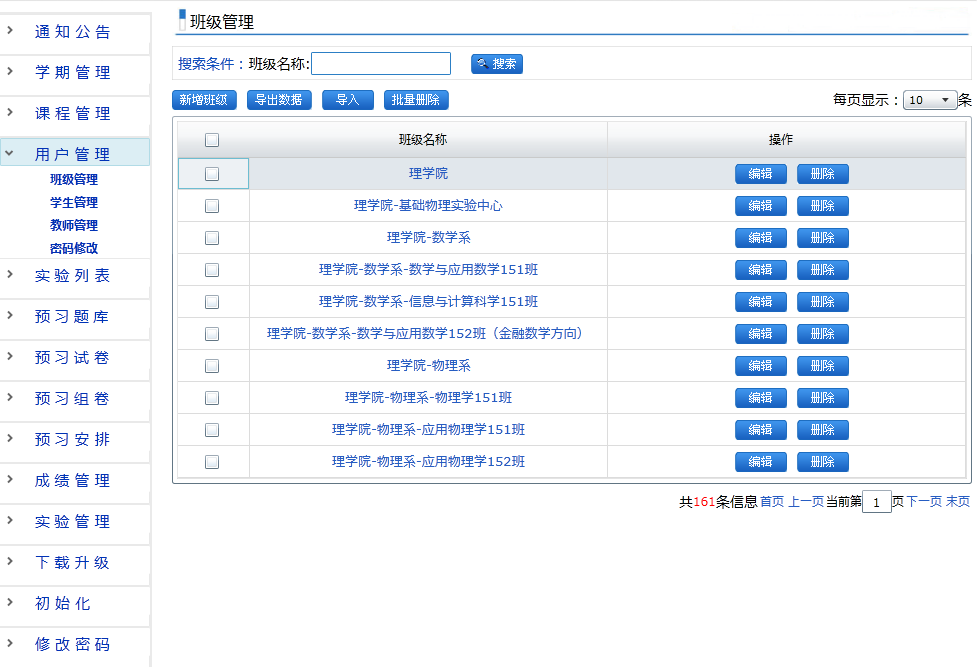 通知公告
学期管理
课程管理
用户管理
班级管理
学生管理
教师管理
密码修改
实验列表
预习题库
预习试卷
预习组卷
预习安排
成绩管理
实验管理
下载升级
初始化
修改密码
班级管理
搜索条件：班级名称: 搜索
新增班级 导出数据 导入 批量删除 每页显示：10条
班级名称 操作
理学院 编辑 删除
理学院-基础物理实验中心 编辑 删除
理学院-数学系 编辑 删除
理学院-数学系-数学与应用数学151班 编辑 删除
理学院-数学系-信息与计算科学151班 编辑 删除
理学院-数学系-数学与应用数学152班（金融数学方向） 编辑 删除
理学院-物理系 编辑 删除
理学院-物理系-物理学151班 编辑 删除
理学院-物理系-应用物理学151班 编辑 删除
理学院-物理系-应用物理学152班 编辑 删除
共161条信息首页 上一页当前第1页下一页 末页